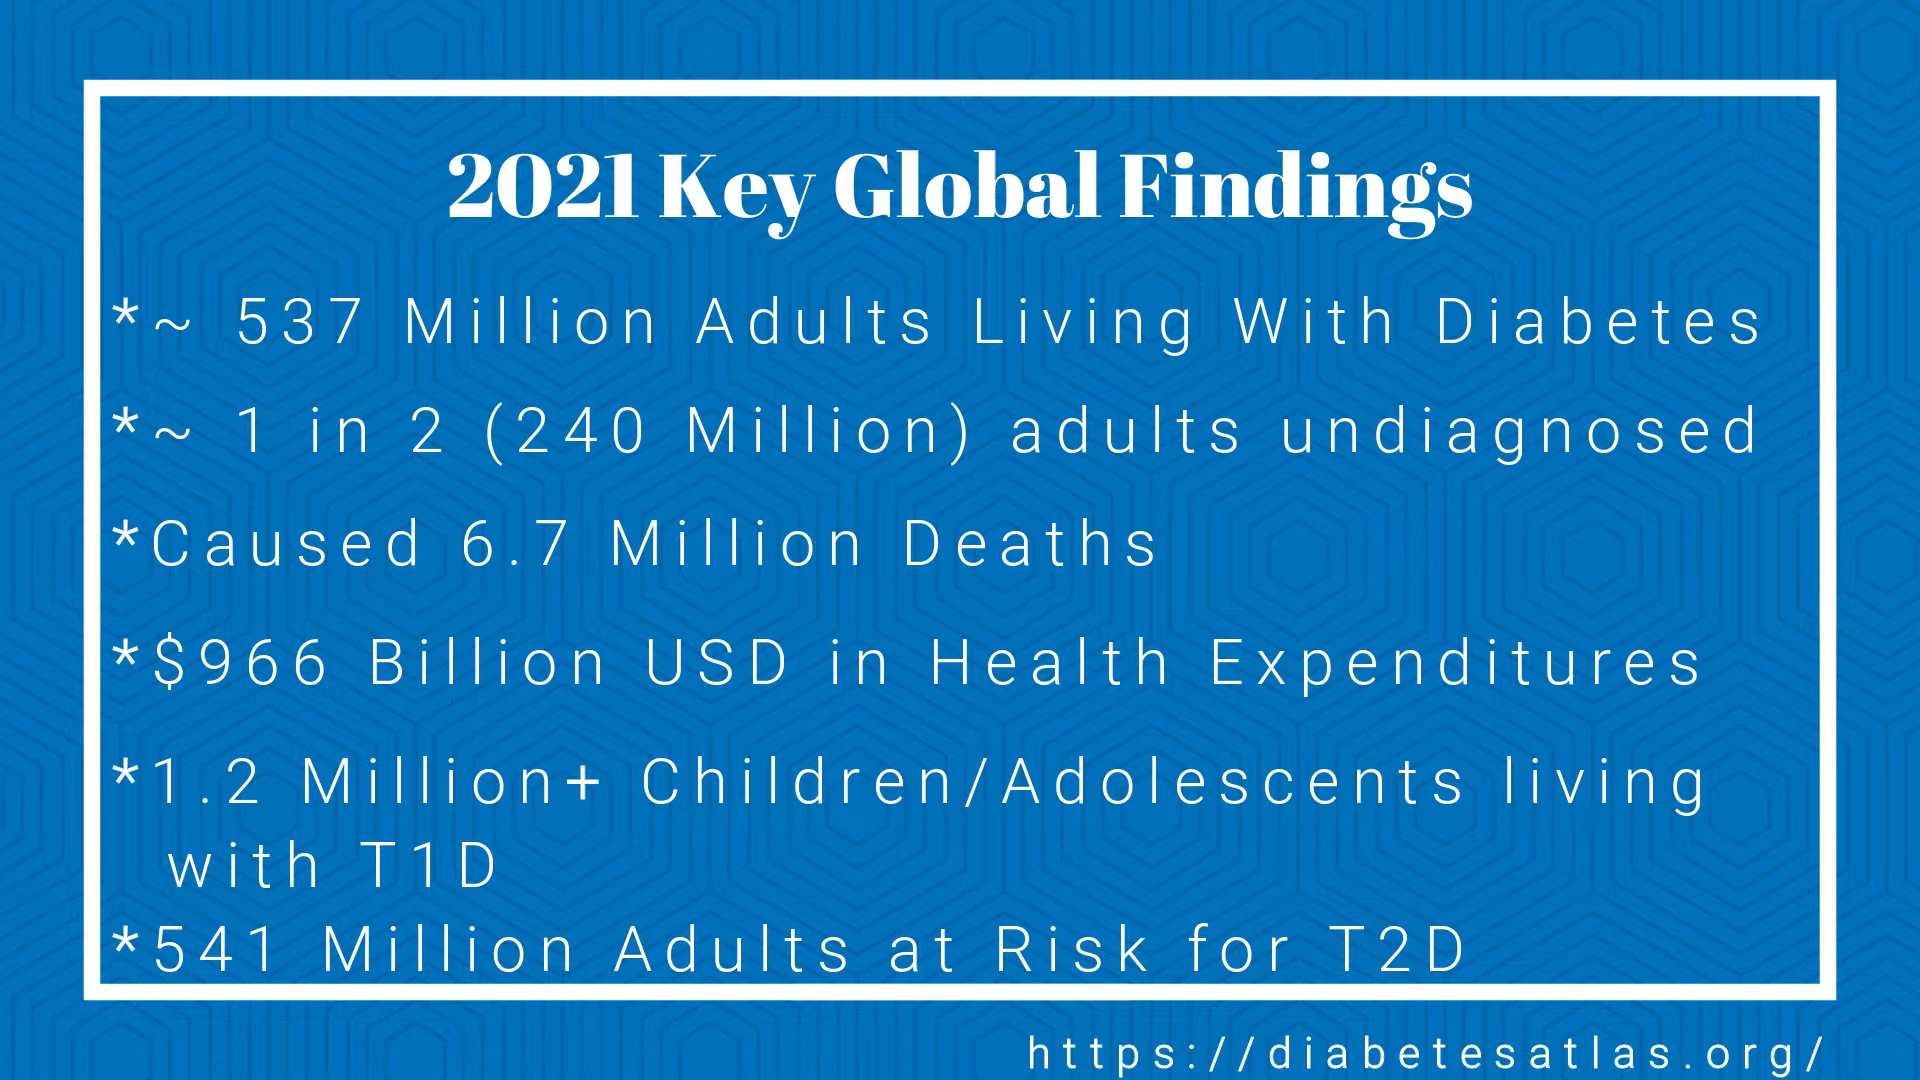 2021 Key Global Findings
*~ 537 Million Adults Living With Diabetes
*~ 1 in 2 (240 Million) adults undiagnosed
*Caused 6.7 Million Deaths
*$966 Billion USD in Health Expenditures
*1.2 Million+ Children/Adolescents living
with T1D
*541 Million Adults at Risk for T2D
https://diabetesatlas.org/